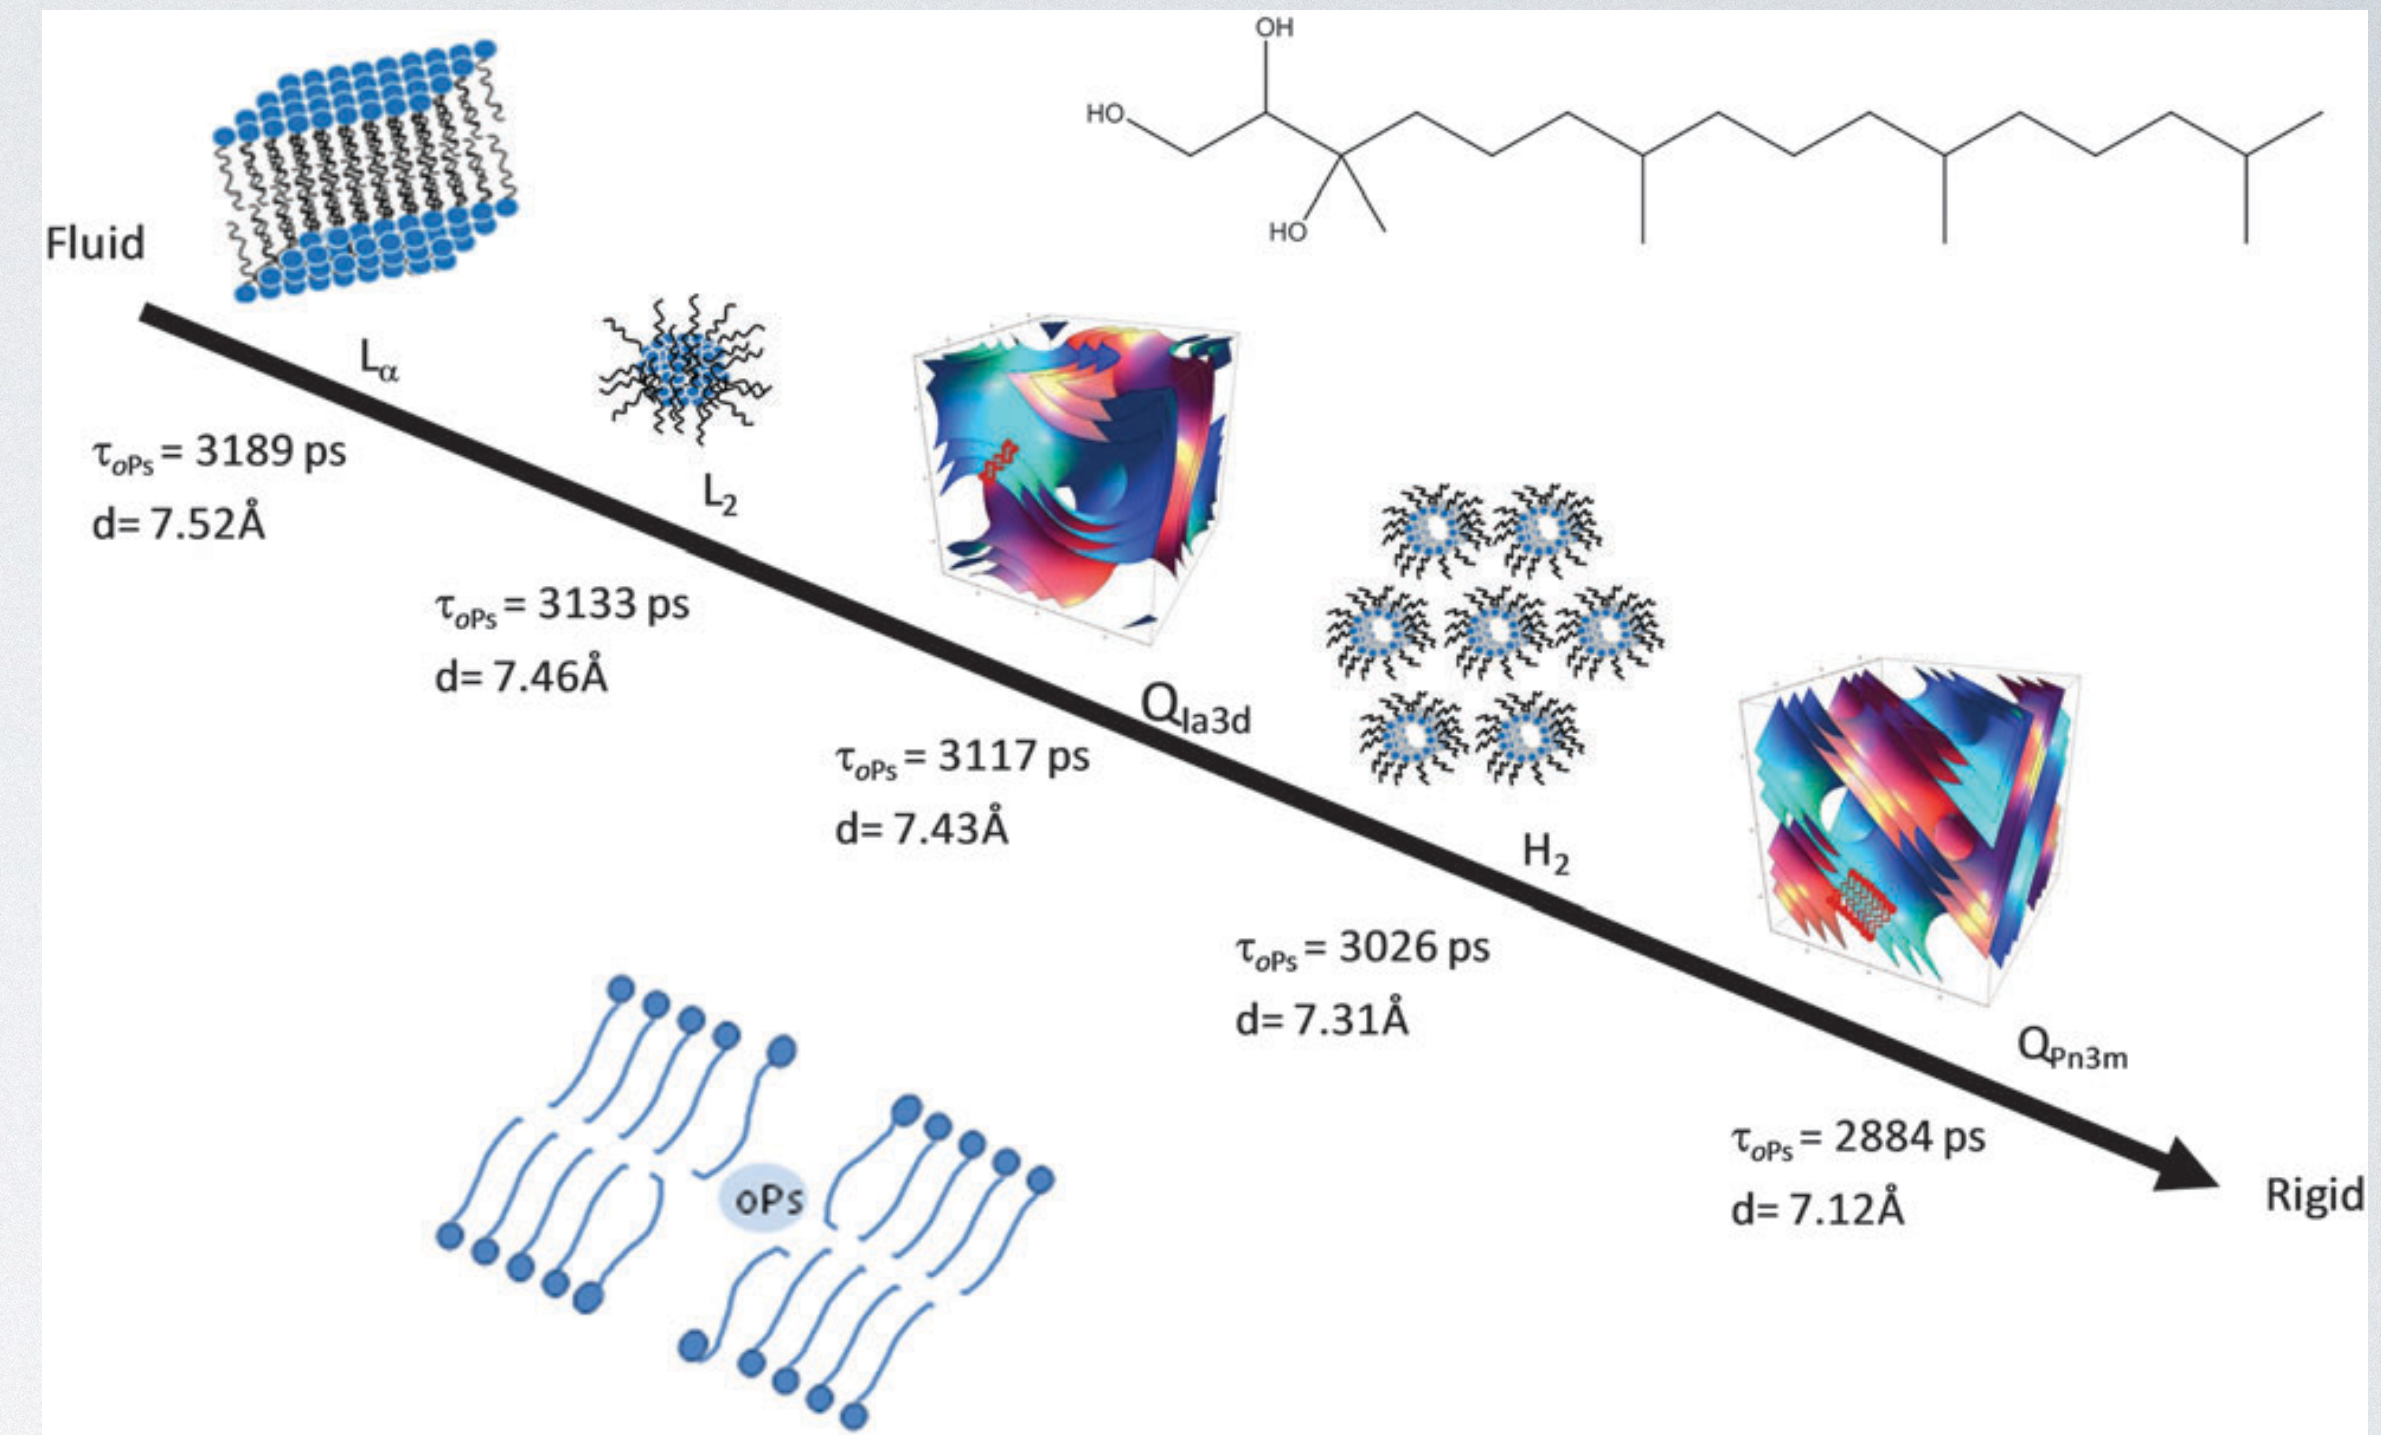 OH
HO
HO
Fluid
Lα
τoPs = 3189 ps
d= 7.52Å
L2
τoPs = 3133 ps
d= 7.46Å
QIa3d
τoPs = 3117 ps
d= 7.43Å
H2
τoPs = 3026 ps
d= 7.31Å
QPn3m
τoPs = 2884 ps
d= 7.12Å
Rigid
oPs